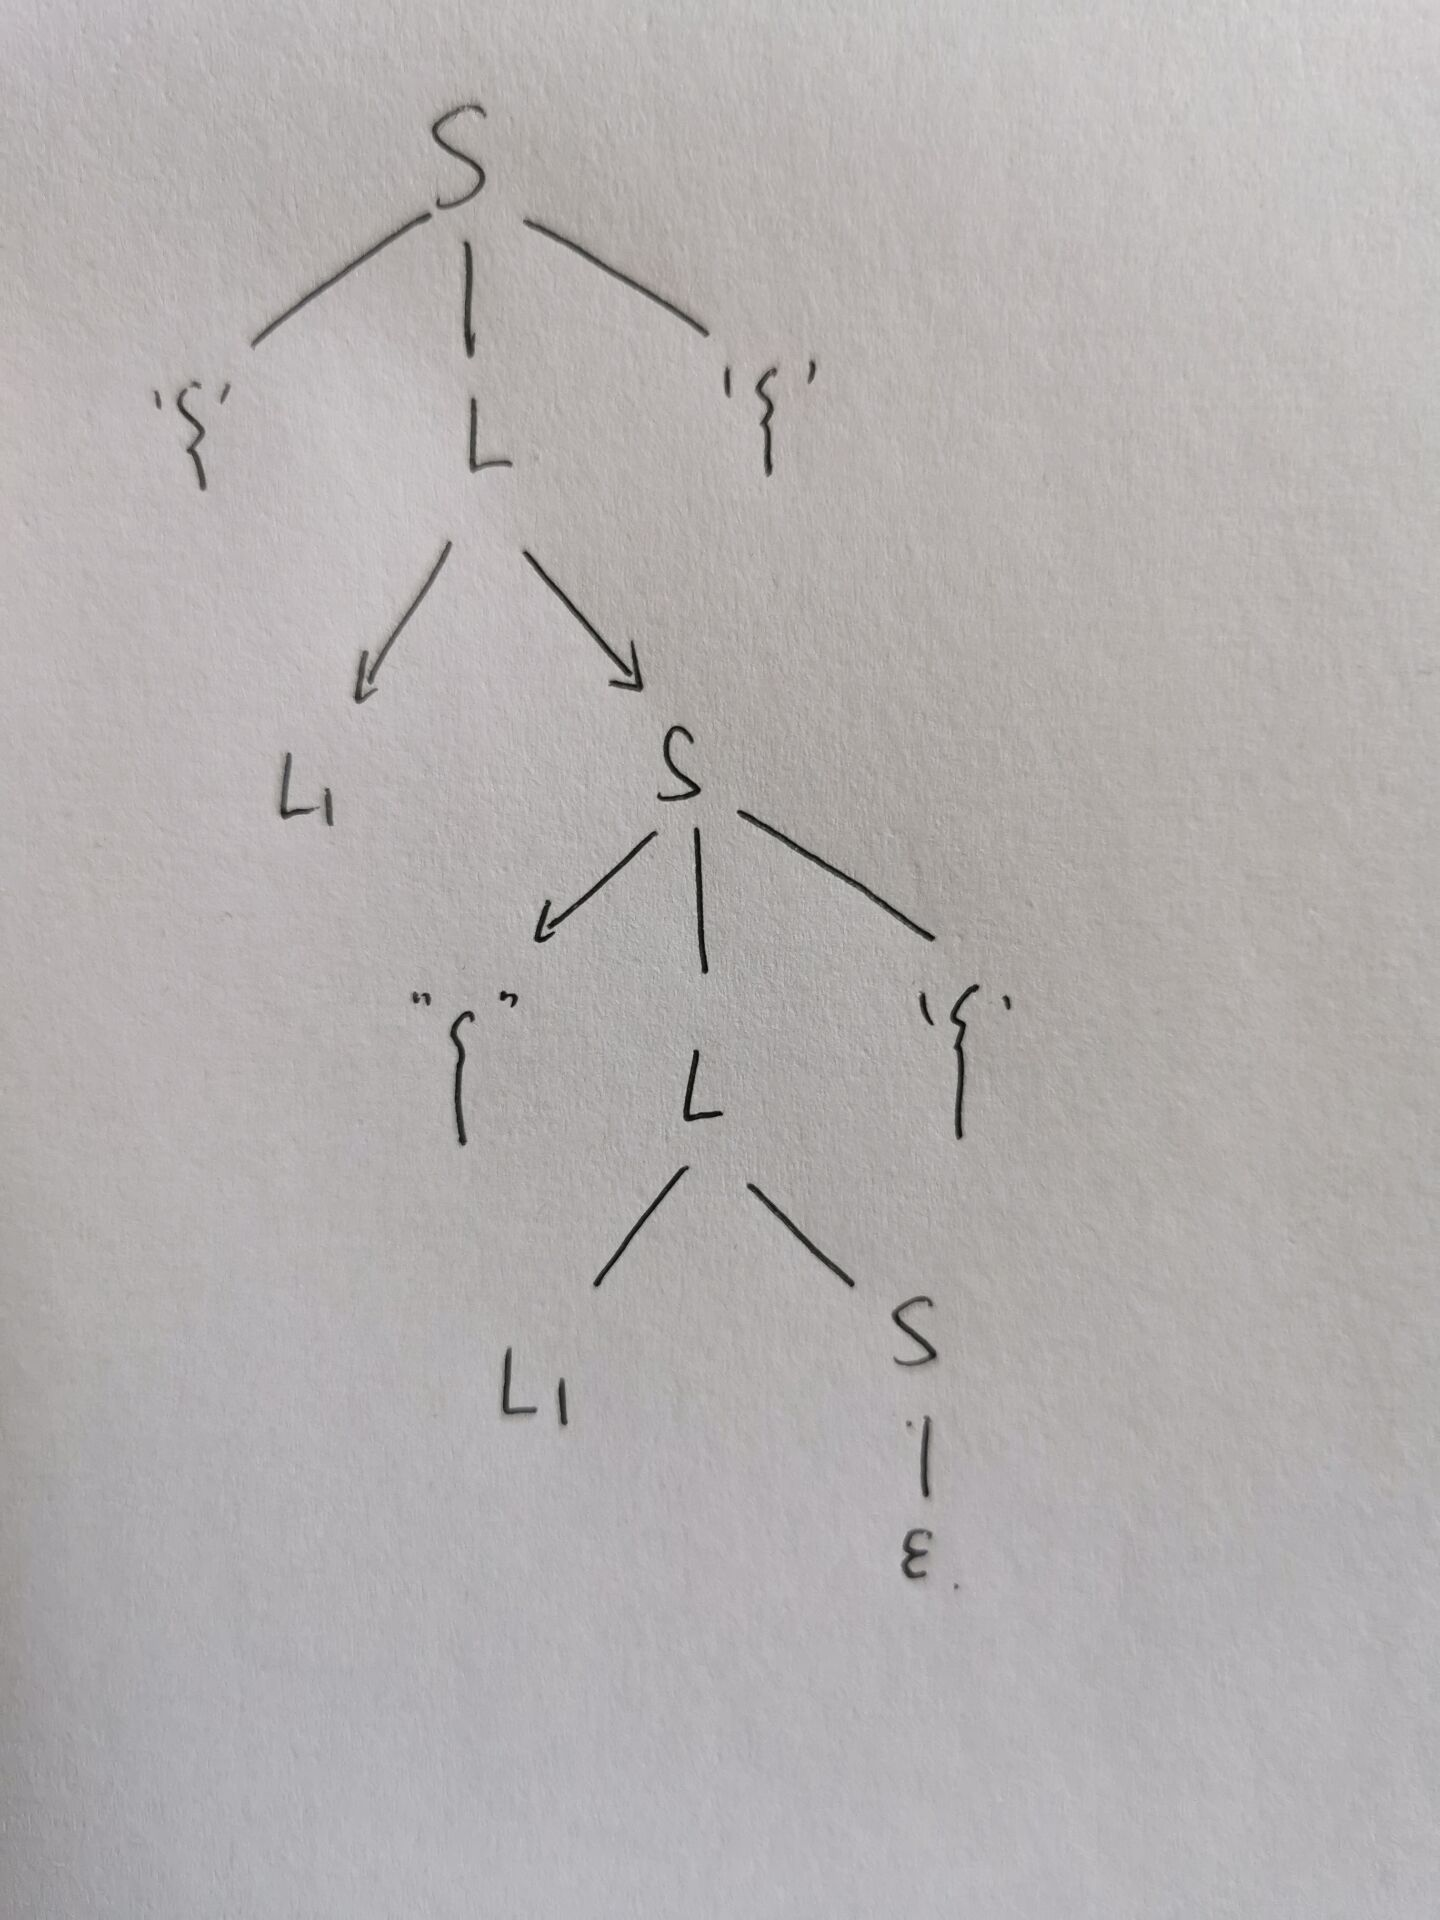 S
'{' L '{'
L1 S
"{" L '{'
L1 S
ε.